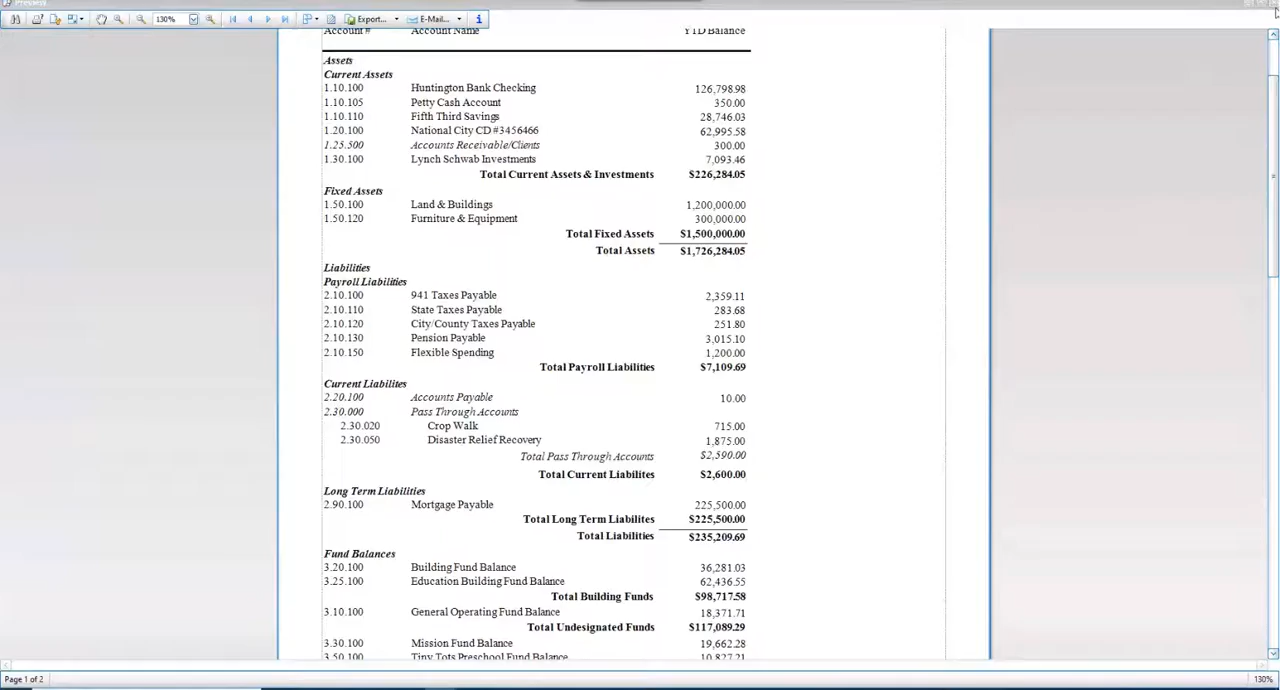 Preview
130%
Export...
E-Mail...
Account # Account Name YTD Balance
Assets
Current Assets
1.10.100 Huntington Bank Checking 126,798.98
1.10.105 Petty Cash Account 350.00
1.10.110 Fifth Third Savings 28,746.03
1.20.100 National City CD #3456466 62,995.58
1.25.500 Accounts Receivable/Clients 300.00
1.30.100 Lynch Schwab Investments 7,093.46
Total Current Assets & Investments $226,284.05
Fixed Assets
1.50.100 Land & Buildings 1,200,000.00
1.50.120 Furniture & Equipment 300,000.00
Total Fixed Assets $1,500,000.00
Total Assets $1,726,284.05
Liabilities
Payroll Liabilities
2.10.100 941 Taxes Payable 2,359.11
2.10.110 State Taxes Payable 283.68
2.10.120 City/County Taxes Payable 251.80
2.10.130 Pension Payable 3,015.10
2.10.150 Flexible Spending 1,200.00
Total Payroll Liabilities $7,109.69
Current Liabilites
2.20.100 Accounts Payable 10.00
2.30.000 Pass Through Accounts
2.30.020 Crop Walk 715.00
2.30.050 Disaster Relief Recovery 1,875.00
Total Pass Through Accounts $2,590.00
Total Current Liabilites $2,600.00
Long Term Liabilities
2.90.100 Mortgage Payable 225,500.00
Total Long Term Liabilites $225,500.00
Total Liabilities $235,209.69
Fund Balances
3.20.100 Building Fund Balance 36,281.03
3.25.100 Education Building Fund Balance 62,436.55
Total Building Funds $98,717.58
3.10.100 General Operating Fund Balance 18,371.71
Total Undesignated Funds $117,089.29
3.30.100 Mission Fund Balance 19,662.28
3.50.100 Tiny Tots Preschool Fund Balance 10,827.21
Page 1 of 2 130%